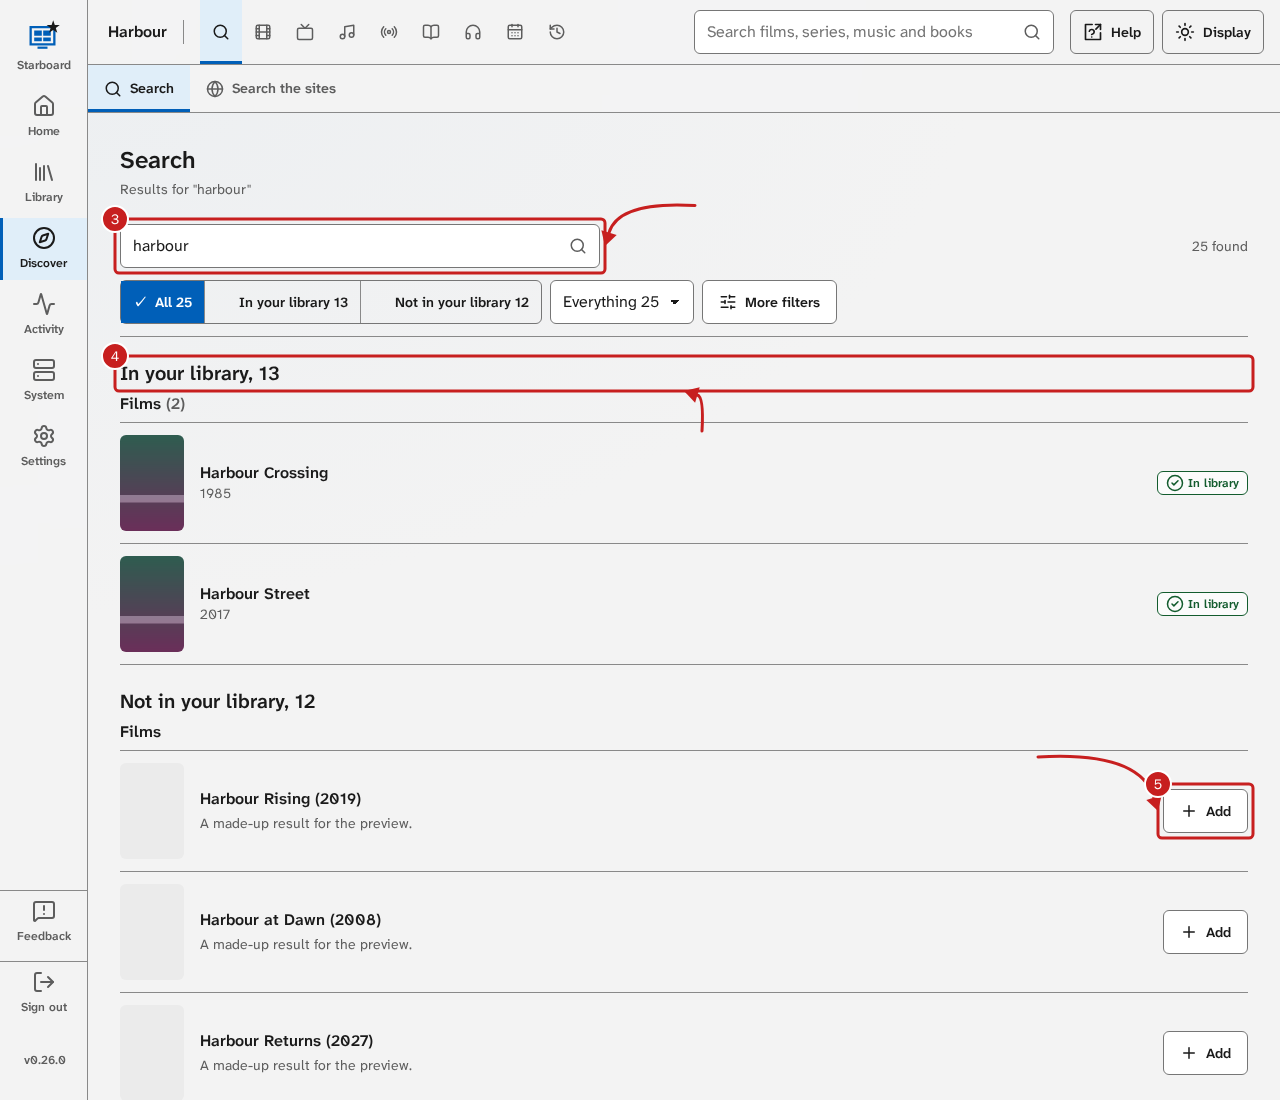 Starboard
Home
Library
Discover
Activity
System
Settings
Feedback
Sign out
v0.26.0
Harbour
Search films, series, music and books
Help
Display
Search
Search the sites
Search
Results for "harbour"
3
harbour
25 found
✓ All 25
In your library 13
Not in your library 12
Everything 25
More filters
4
In your library, 13
Films (2)
Harbour Crossing
1985
In library
Harbour Street
2017
In library
Not in your library, 12
Films
Harbour Rising (2019)
A made-up result for the preview.
5
Add
Harbour at Dawn (2008)
A made-up result for the preview.
Add
Harbour Returns (2027)
A made-up result for the preview.
Add